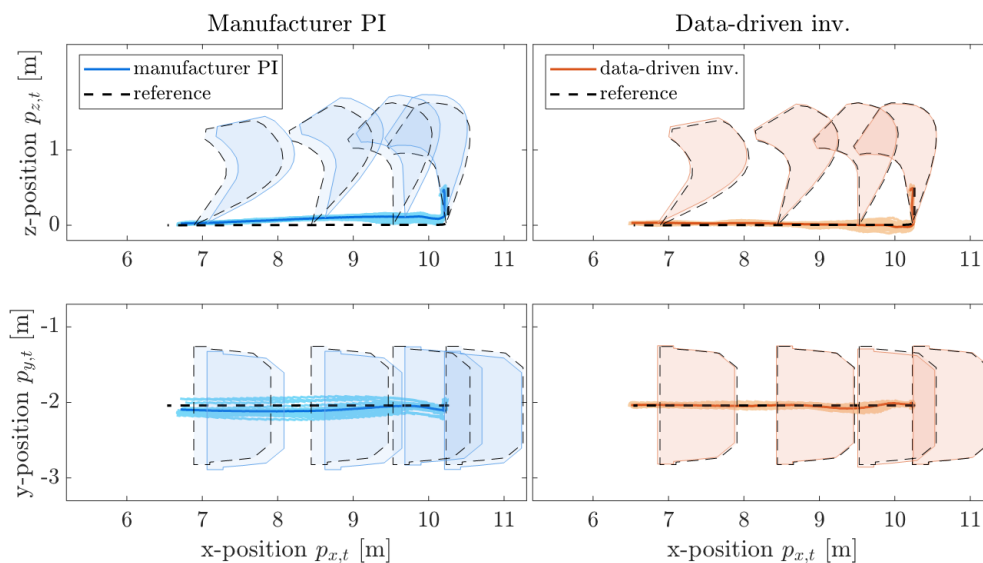 Manufacturer PI
Data-driven inv.
z-position p_{z,t} [m]
1
0
manufacturer PI
reference
data-driven inv.
reference
6 7 8 9 10 11
6 7 8 9 10 11
y-position p_{y,t} [m]
-1
-2
-3
6 7 8 9 10 11
6 7 8 9 10 11
x-position p_{x,t} [m]
x-position p_{x,t} [m]